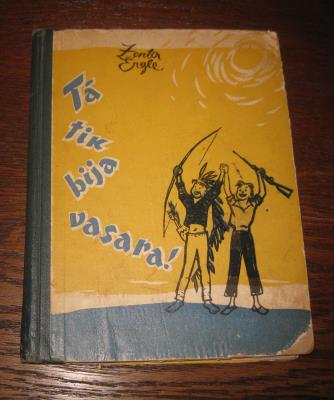 Zenta
Ergle
Tā
tik
bija
vasara!